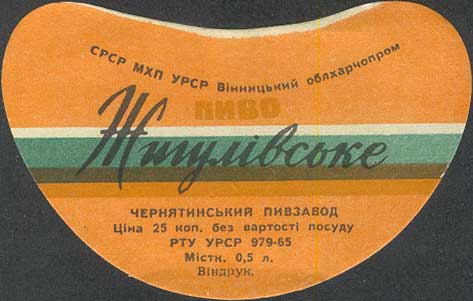 СРСР МХП УРСР Вінницький облхарчопром
ПИВО
Жигулівське
ЧЕРНЯТИНСЬКИЙ ПИВЗАВОД
Ціна 25 коп. без вартості посуду
РТУ УРСР 979-65
Містк. 0,5 л.
Віндрук.